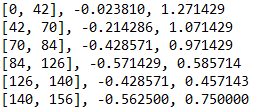 [0, 42], -0.023810, 1.271429
[42, 70], -0.214286, 1.071429
[70, 84], -0.428571, 0.971429
[84, 126], -0.571429, 0.585714
[126, 140], -0.428571, 0.457143
[140, 156], -0.562500, 0.750000